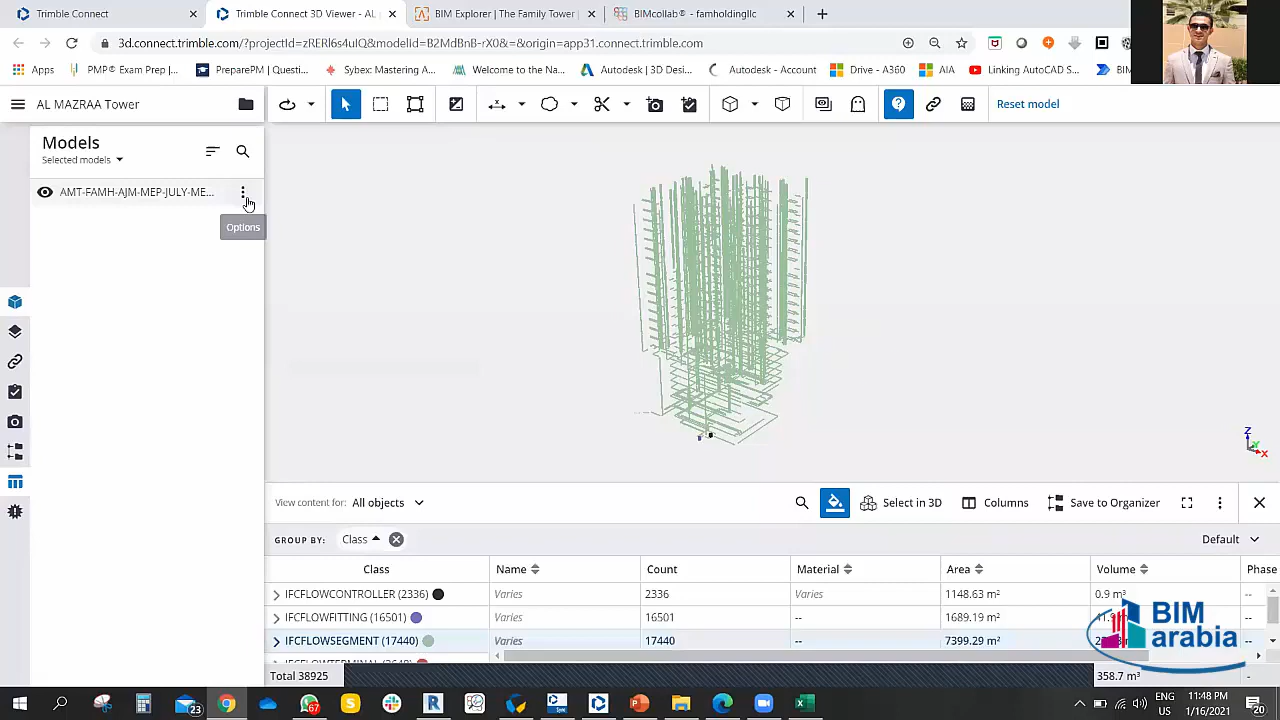 Trimble Connect
Trimble Connect 3D Viewer - AL
BIM Explorer | The Family Tower
BIMcollab® - famholdingllc
3d.connect.trimble.com/?projectId=zRERl6s4uIQ&modelId=B2MdBnB-rX0&=&origin=app31.connect.trimble.com
Apps
PMP® Exam Prep |...
PreparePM | Questi...
Sybex Mastering A...
Welcome to the Na...
Autodesk | 3D Desi...
Autodesk - Account
Drive - A360
AIA
Linking AutoCAD S...
BIM
AL MAZRAA Tower
Reset model
Models
Selected models
AMT-FAMH-AJM-MEP-JULY-ME...
Options
Z
Y
X
View content for: All objects
Select in 3D
Columns
Save to Organizer
GROUP BY: Class
Default
Class Name Count Material Area Volume Phase
IFCFLOWCONTROLLER (2336) Varies 2336 Varies 1148.63 m² 0.9 m³ --
IFCFLOWFITTING (16501) Varies 16501 -- 1689.19 m²
IFCFLOWSEGMENT (17440) Varies 17440 -- 7399.29 m²
Total 38925
358.7 m³ -
BIM
arabia
23
67
ENG
US
11:48 PM
1/16/2021
20